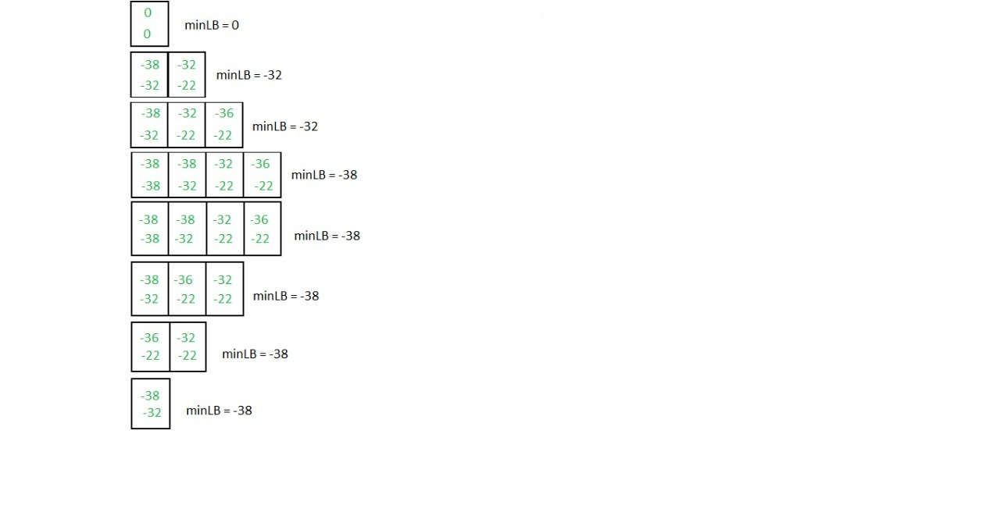 0
0
minLB = 0
-38 -32
-32 -22
minLB = -32
-38 -32 -36
-32 -22 -22
minLB = -32
-38 -38 -32 -36
-38 -32 -22 -22
minLB = -38
-38 -38 -32 -36
-38 -32 -22 -22
minLB = -38
-38 -36 -32
-32 -22 -22
minLB = -38
-36 -32
-22 -22
minLB = -38
-38
-32
minLB = -38